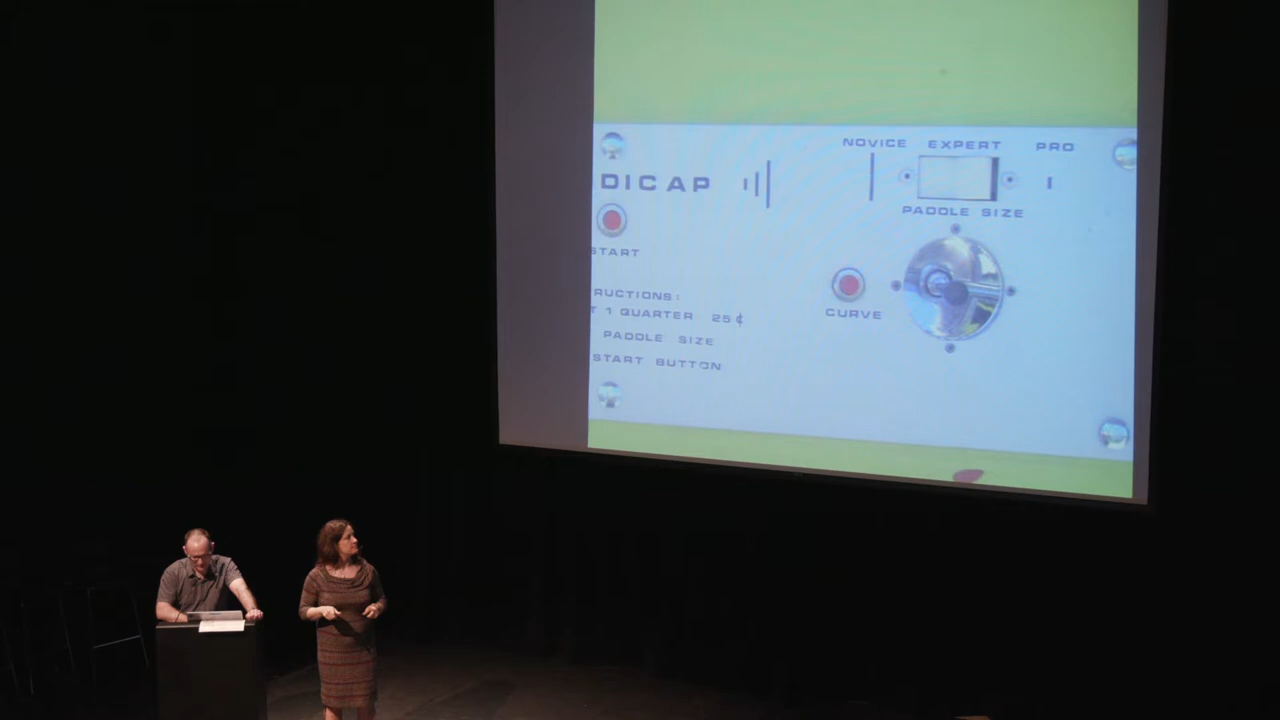 NOVICE EXPERT PRO
DICAP
PADDLE SIZE
START
CURVE
RUCTIONS:
T 1 QUARTER 25¢
PADDLE SIZE
START BUTTON